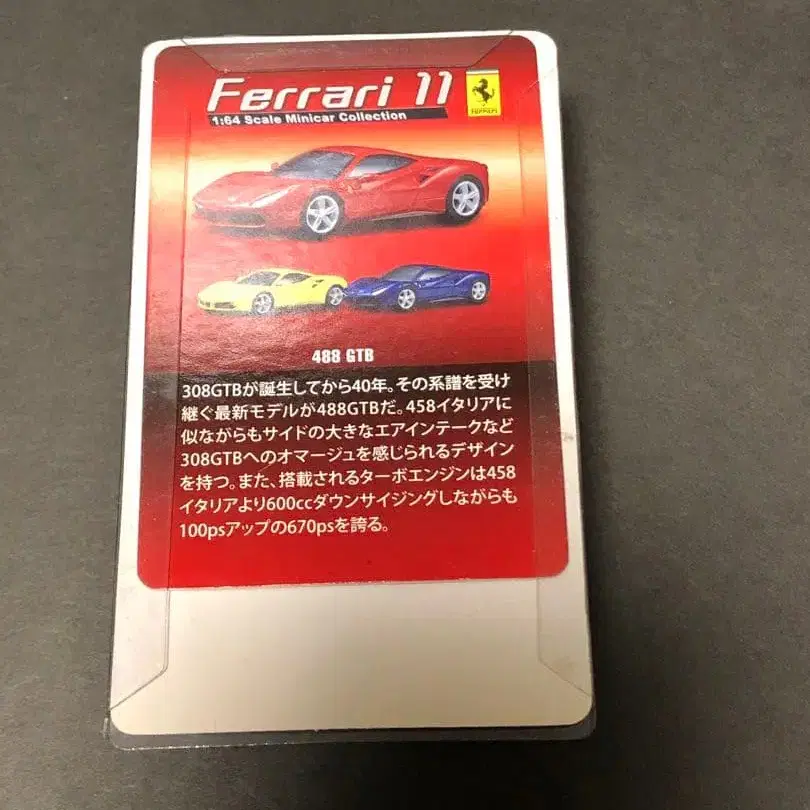 Ferrari 11
1:64 Scale Minicar Collection
Ferrari
488 GTB
308GTBが誕生してから40年。その系譜を受け
継ぐ最新モデルが488GTBだ。458イタリアに
似ながらもサイドの大きなエアインテークなど
308GTBへのオマージュを感じられるデザイン
を持つ。また、搭載されるターボエンジンは458
イタリアより600ccダウンサイジングしながらも
100psアップの670psを誇る。